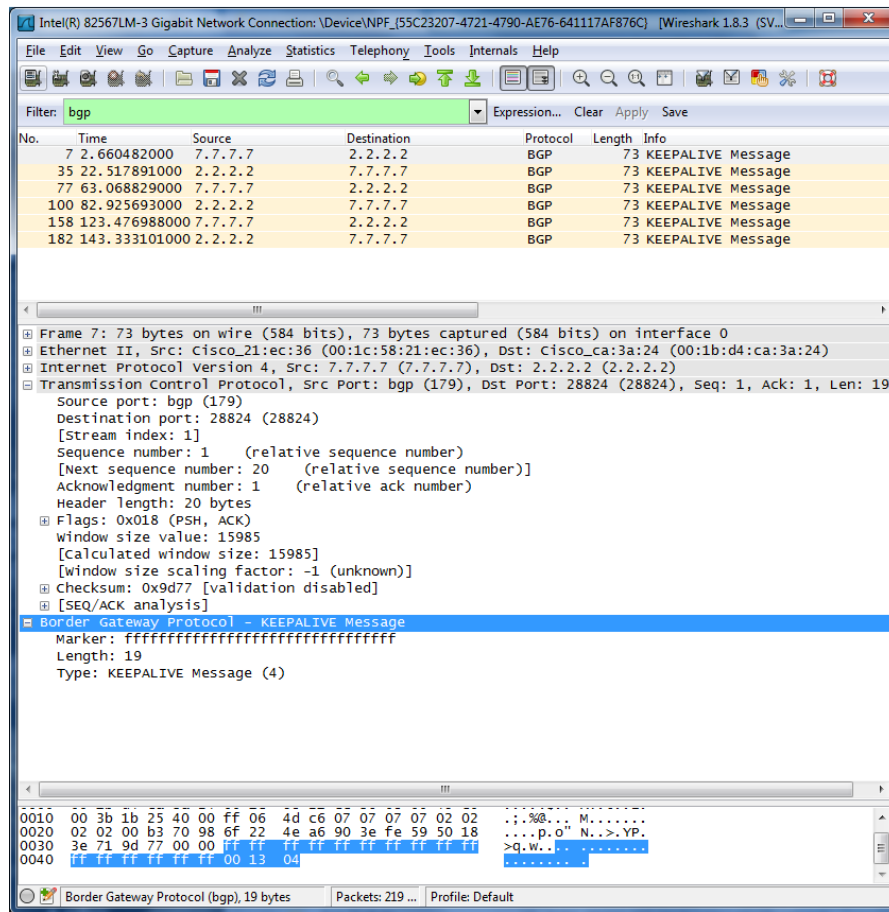 Intel(R) 82567LM-3 Gigabit Network Connection: \Device\NPF_{55C23207-4721-4790-AE76-641117AF876C} [Wireshark 1.8.3 (SV...
File Edit View Go Capture Analyze Statistics Telephony Tools Internals Help
Filter: bgp Expression... Clear Apply Save
No. Time Source Destination Protocol Length Info
7 2.660482000 7.7.7.7 2.2.2.2 BGP 73 KEEPALIVE Message
35 22.517891000 2.2.2.2 7.7.7.7 BGP 73 KEEPALIVE Message
77 63.068829000 7.7.7.7 2.2.2.2 BGP 73 KEEPALIVE Message
100 82.925693000 2.2.2.2 7.7.7.7 BGP 73 KEEPALIVE Message
158 123.476988000 7.7.7.7 2.2.2.2 BGP 73 KEEPALIVE Message
182 143.333101000 2.2.2.2 7.7.7.7 BGP 73 KEEPALIVE Message
Frame 7: 73 bytes on wire (584 bits), 73 bytes captured (584 bits) on interface 0
Ethernet II, Src: Cisco_21:ec:36 (00:1c:58:21:ec:36), Dst: Cisco_ca:3a:24 (00:1b:d4:ca:3a:24)
Internet Protocol Version 4, Src: 7.7.7.7 (7.7.7.7), Dst: 2.2.2.2 (2.2.2.2)
Transmission Control Protocol, Src Port: bgp (179), Dst Port: 28824 (28824), Seq: 1, Ack: 1, Len: 19
Source port: bgp (179)
Destination port: 28824 (28824)
[Stream index: 1]
Sequence number: 1 (relative sequence number)
[Next sequence number: 20 (relative sequence number)]
Acknowledgment number: 1 (relative ack number)
Header length: 20 bytes
Flags: 0x018 (PSH, ACK)
Window size value: 15985
[Calculated window size: 15985]
[Window size scaling factor: -1 (unknown)]
Checksum: 0x9d77 [validation disabled]
[SEQ/ACK analysis]
Border Gateway Protocol - KEEPALIVE Message
Marker: ffffffffffffffffffffffffffffffff
Length: 19
Type: KEEPALIVE Message (4)
0010 00 3b 1b 25 40 00 ff 06 4d c6 07 07 07 07 02 02 .;.%@... M.......
0020 02 02 00 b3 70 98 6f 22 4e a6 90 3e fe 59 50 18 ....p.o" N..>.YP.
0030 3e 71 9d 77 00 00 ff ff ff ff ff ff ff ff ff ff >q.w.... ........
0040 ff ff ff ff ff ff 00 13 04 ........ .
Border Gateway Protocol (bgp), 19 bytes Packets: 219 ... Profile: Default